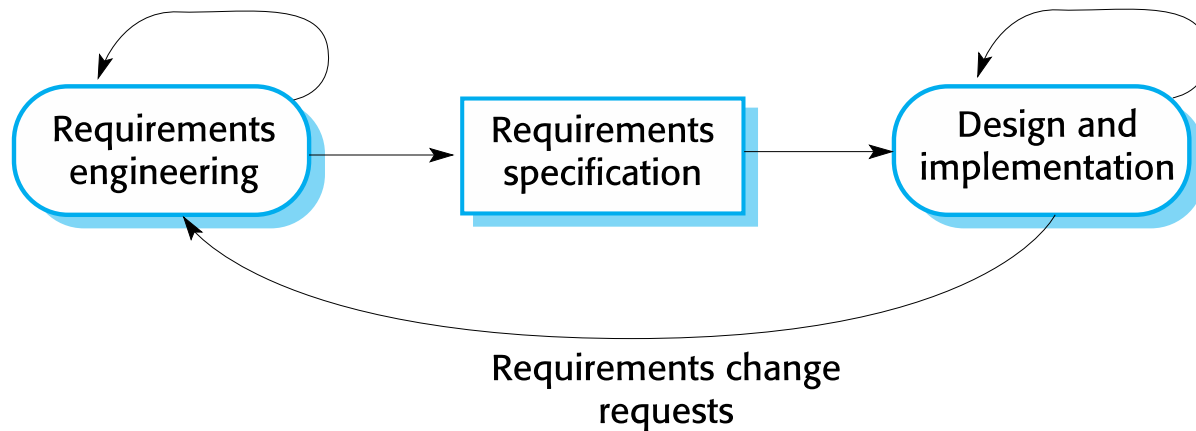 Requirements
engineering
Requirements
specification
Design and
implementation
Requirements change
requests